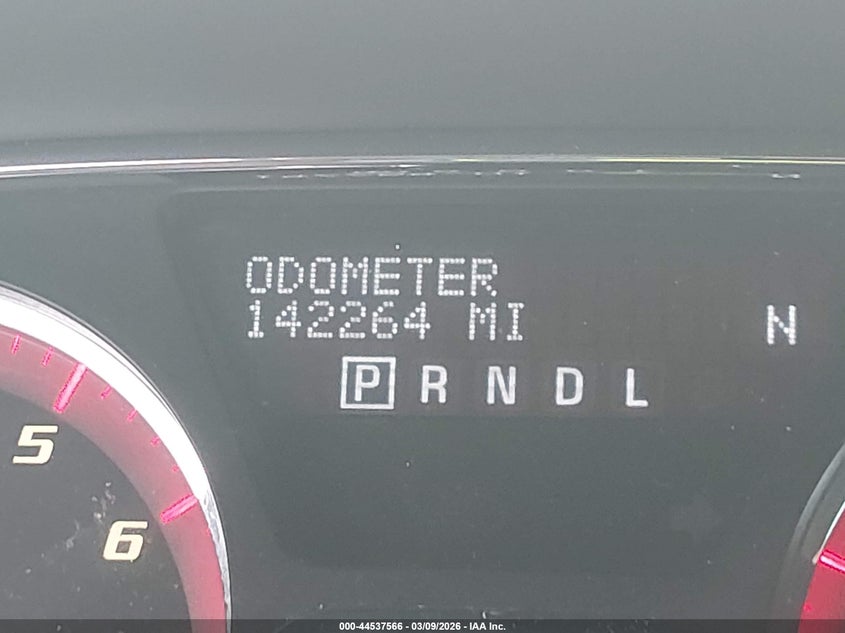 ODOMETER
142264 MI
N
P R N D L
5
6
000-44537566 - 03/09/2026 - IAA Inc.